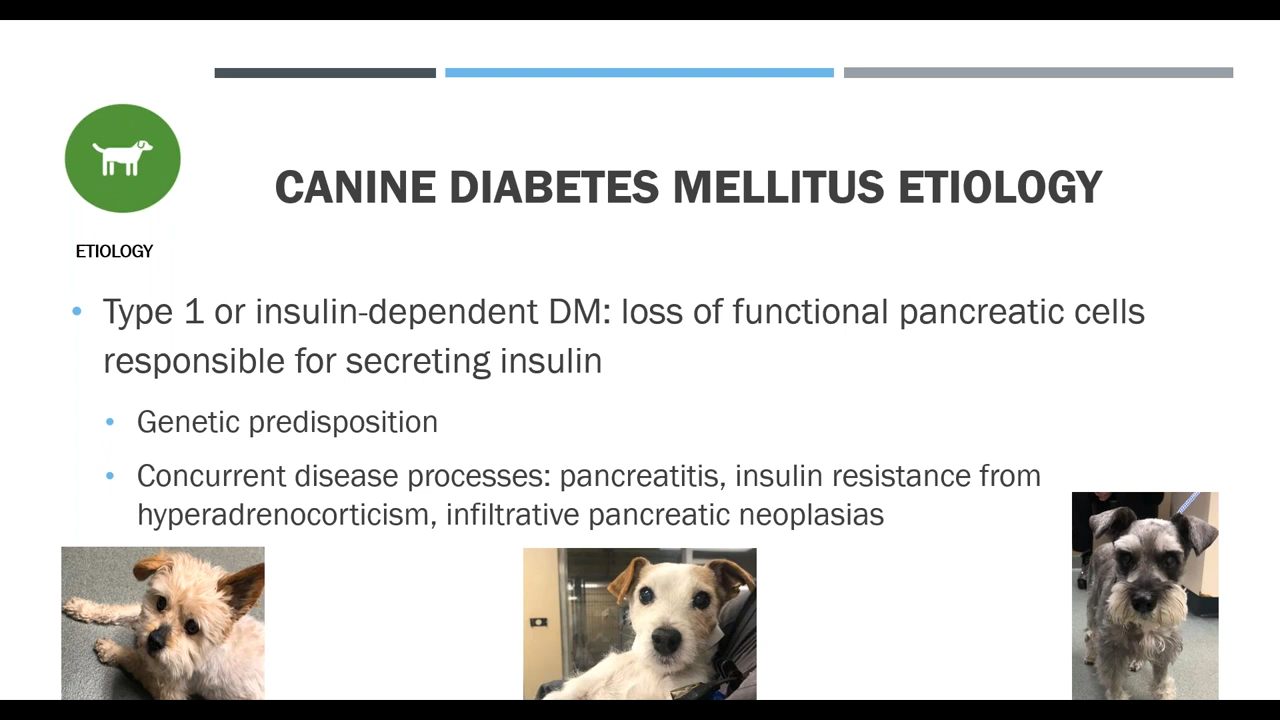 CANINE DIABETES MELLITUS ETIOLOGY
ETIOLOGY
• Type 1 or insulin-dependent DM: loss of functional pancreatic cells
responsible for secreting insulin
• Genetic predisposition
• Concurrent disease processes: pancreatitis, insulin resistance from
hyperadrenocorticism, infiltrative pancreatic neoplasias